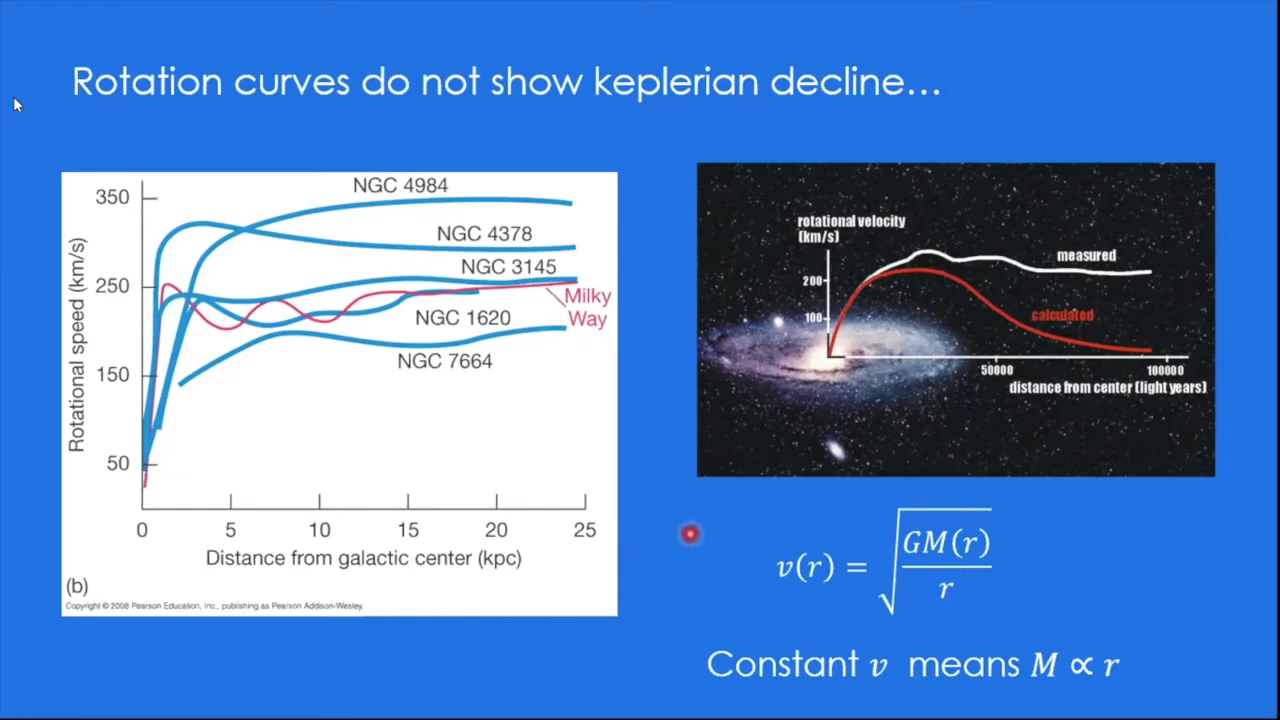 Rotation curves do not show keplerian decline…
350
250
150
50
Rotational speed (km/s)
NGC 4984
NGC 4378
NGC 3145
Milky
Way
NGC 1620
NGC 7664
0 5 10 15 20 25
Distance from galactic center (kpc)
(b)
Copyright © 2008 Pearson Education, Inc., publishing as Pearson Addison-Wesley.
rotational velocity
(km/s)
measured
200
calculated
100
50000 100000
distance from center (light years)
v(r) = √(GM(r)/r)
Constant v means M ∝ r